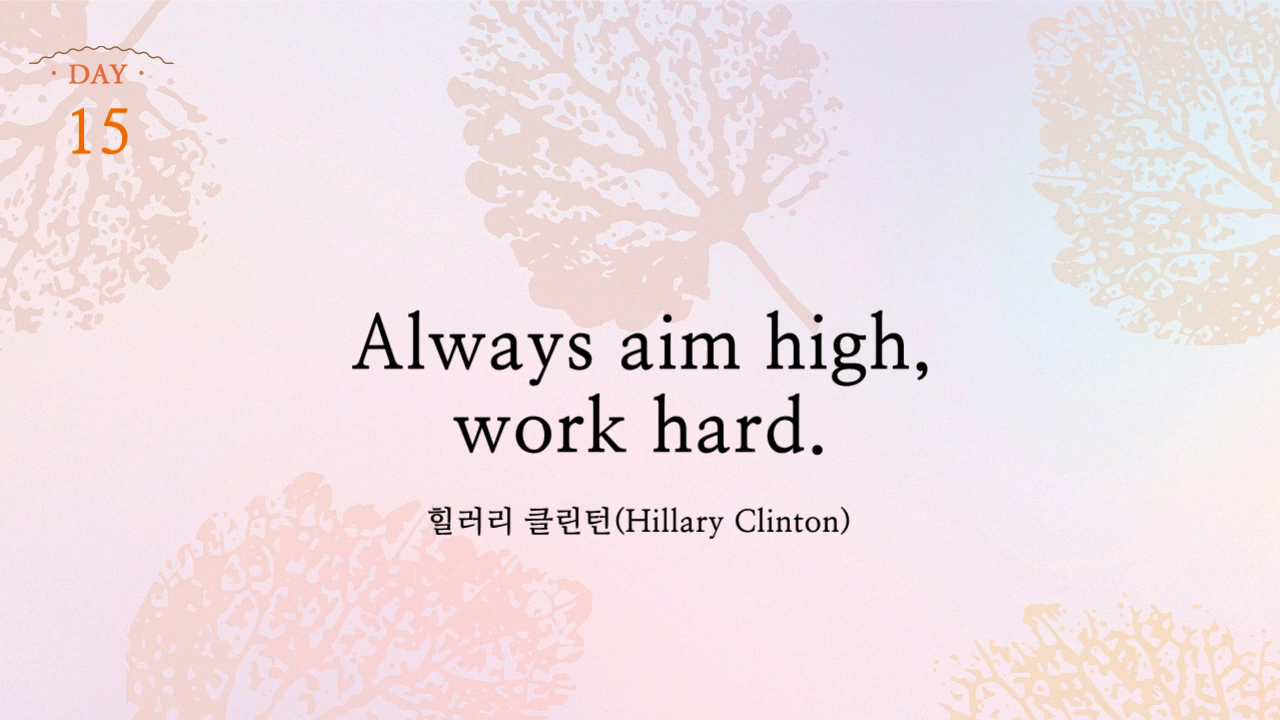 · DAY ·
15
Always aim high,
work hard.
힐러리 클린턴(Hillary Clinton)